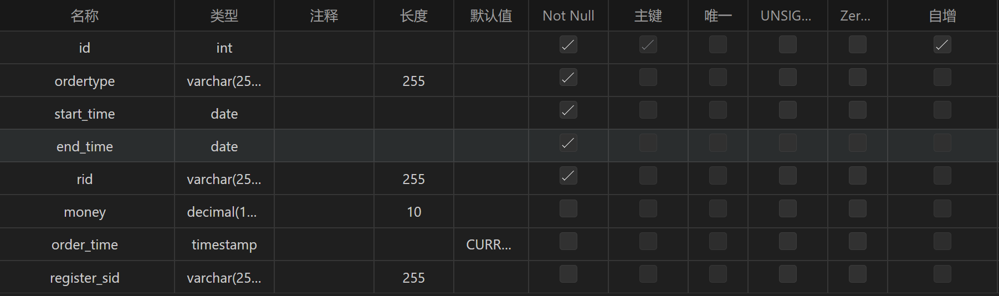 名称 类型 注释 长度 默认值 Not Null 主键 唯一 UNSIG... Zer... 自增
id int
ordertype varchar(25... 255
start_time date
end_time date
rid varchar(25... 255
money decimal(1... 10
order_time timestamp CURR...
register_sid varchar(25... 255